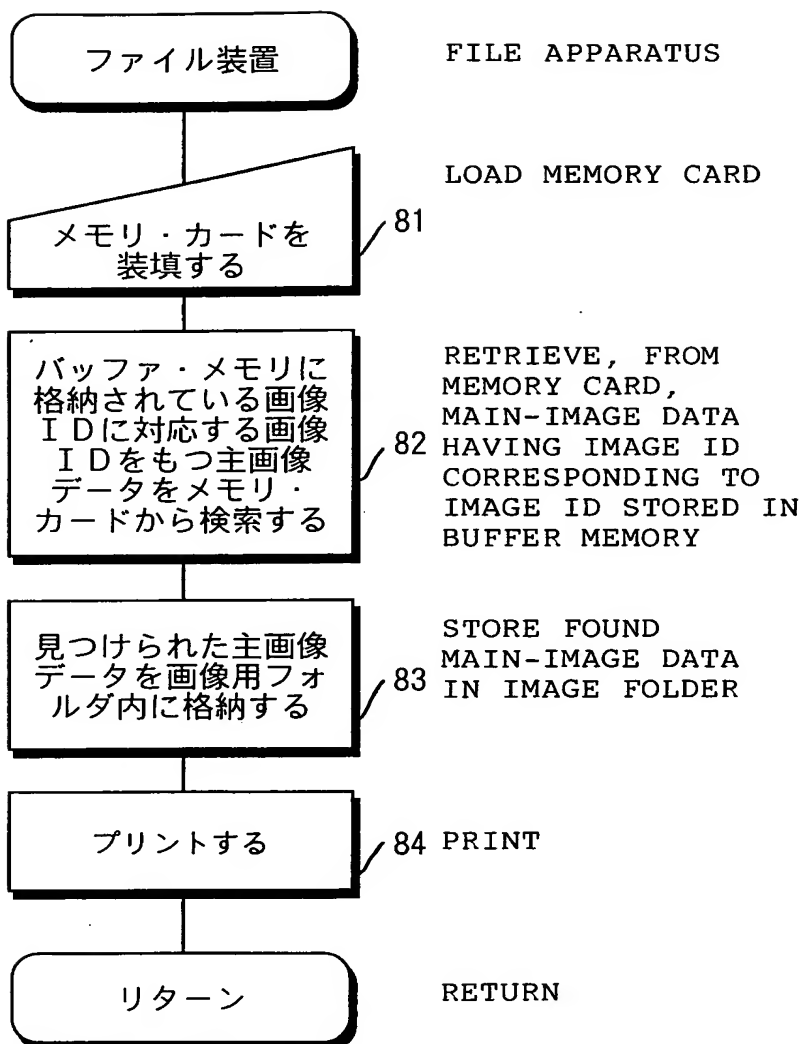 ファイル装置
FILE APPARATUS
LOAD MEMORY CARD
メモリ・カードを
装填する
81
バッファ・メモリに
格納されている画像
IDに対応する画像
IDをもつ主画像
データをメモリ・
カードから検索する
82
RETRIEVE, FROM
MEMORY CARD,
MAIN-IMAGE DATA
HAVING IMAGE ID
CORRESPONDING TO
IMAGE ID STORED IN
BUFFER MEMORY
見つけられた主画像
データを画像用フォ
ルダ内に格納する
83
STORE FOUND
MAIN-IMAGE DATA
IN IMAGE FOLDER
プリントする
84
PRINT
リターン
RETURN